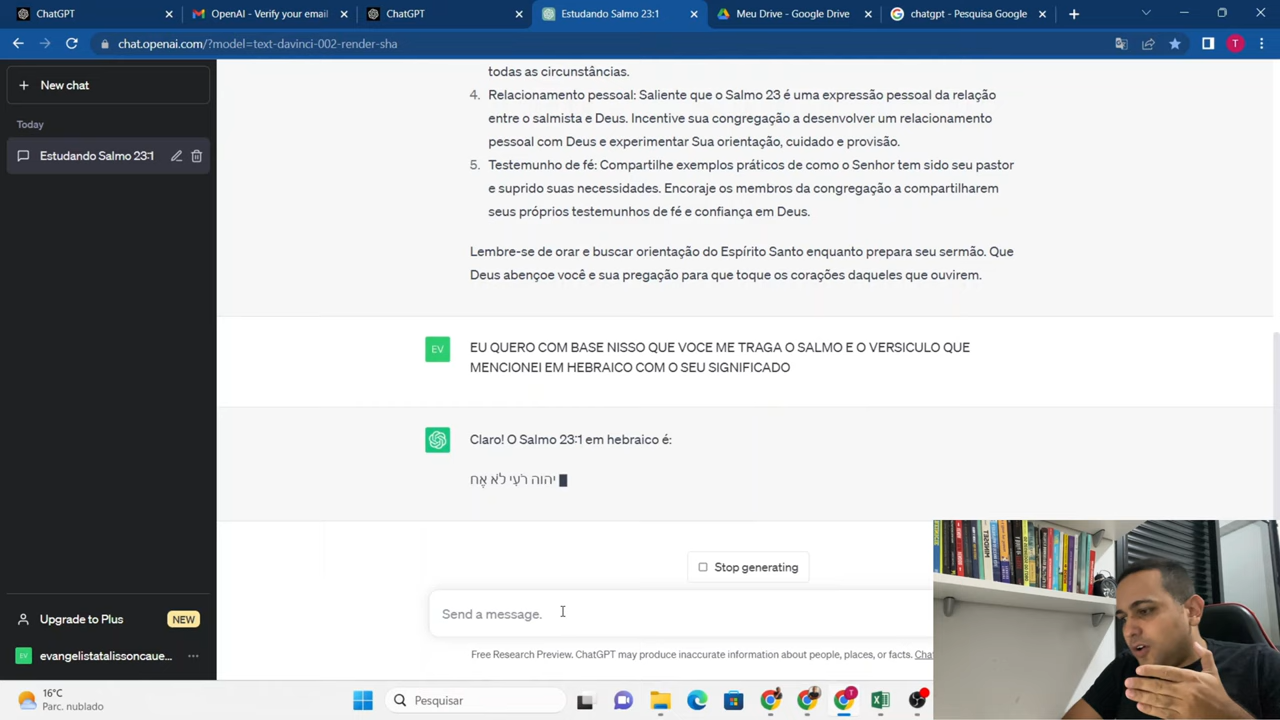 ChatGPT
OpenAI - Verify your email
ChatGPT
Estudando Salmo 23:1
Meu Drive - Google Drive
chatgpt - Pesquisa Google
chat.openai.com/?model=text-davinci-002-render-sha
T
New chat
Today
Estudando Salmo 23:1
todas as circunstâncias.
4. Relacionamento pessoal: Saliente que o Salmo 23 é uma expressão pessoal da relação
entre o salmista e Deus. Incentive sua congregação a desenvolver um relacionamento
pessoal com Deus e experimentar Sua orientação, cuidado e provisão.
5. Testemunho de fé: Compartilhe exemplos práticos de como o Senhor tem sido seu pastor
e suprido suas necessidades. Encoraje os membros da congregação a compartilharem
seus próprios testemunhos de fé e confiança em Deus.
Lembre-se de orar e buscar orientação do Espírito Santo enquanto prepara seu sermão. Que
Deus abençoe você e sua pregação para que toque os corações daqueles que ouvirem.
EV
EU QUERO COM BASE NISSO QUE VOCE ME TRAGA O SALMO E O VERSICULO QUE
MENCIONEI EM HEBRAICO COM O SEU SIGNIFICADO
Claro! O Salmo 23:1 em hebraico é:
יהוה רֹעִי לֹא אֶח
Stop generating
Send a message.
Free Research Preview. ChatGPT may produce inaccurate information about people, places, or facts. Cha
Upgrade to Plus
NEW
EV
evangelistatalissoncaue...
16°C
Parc. nublado
Pesquisar